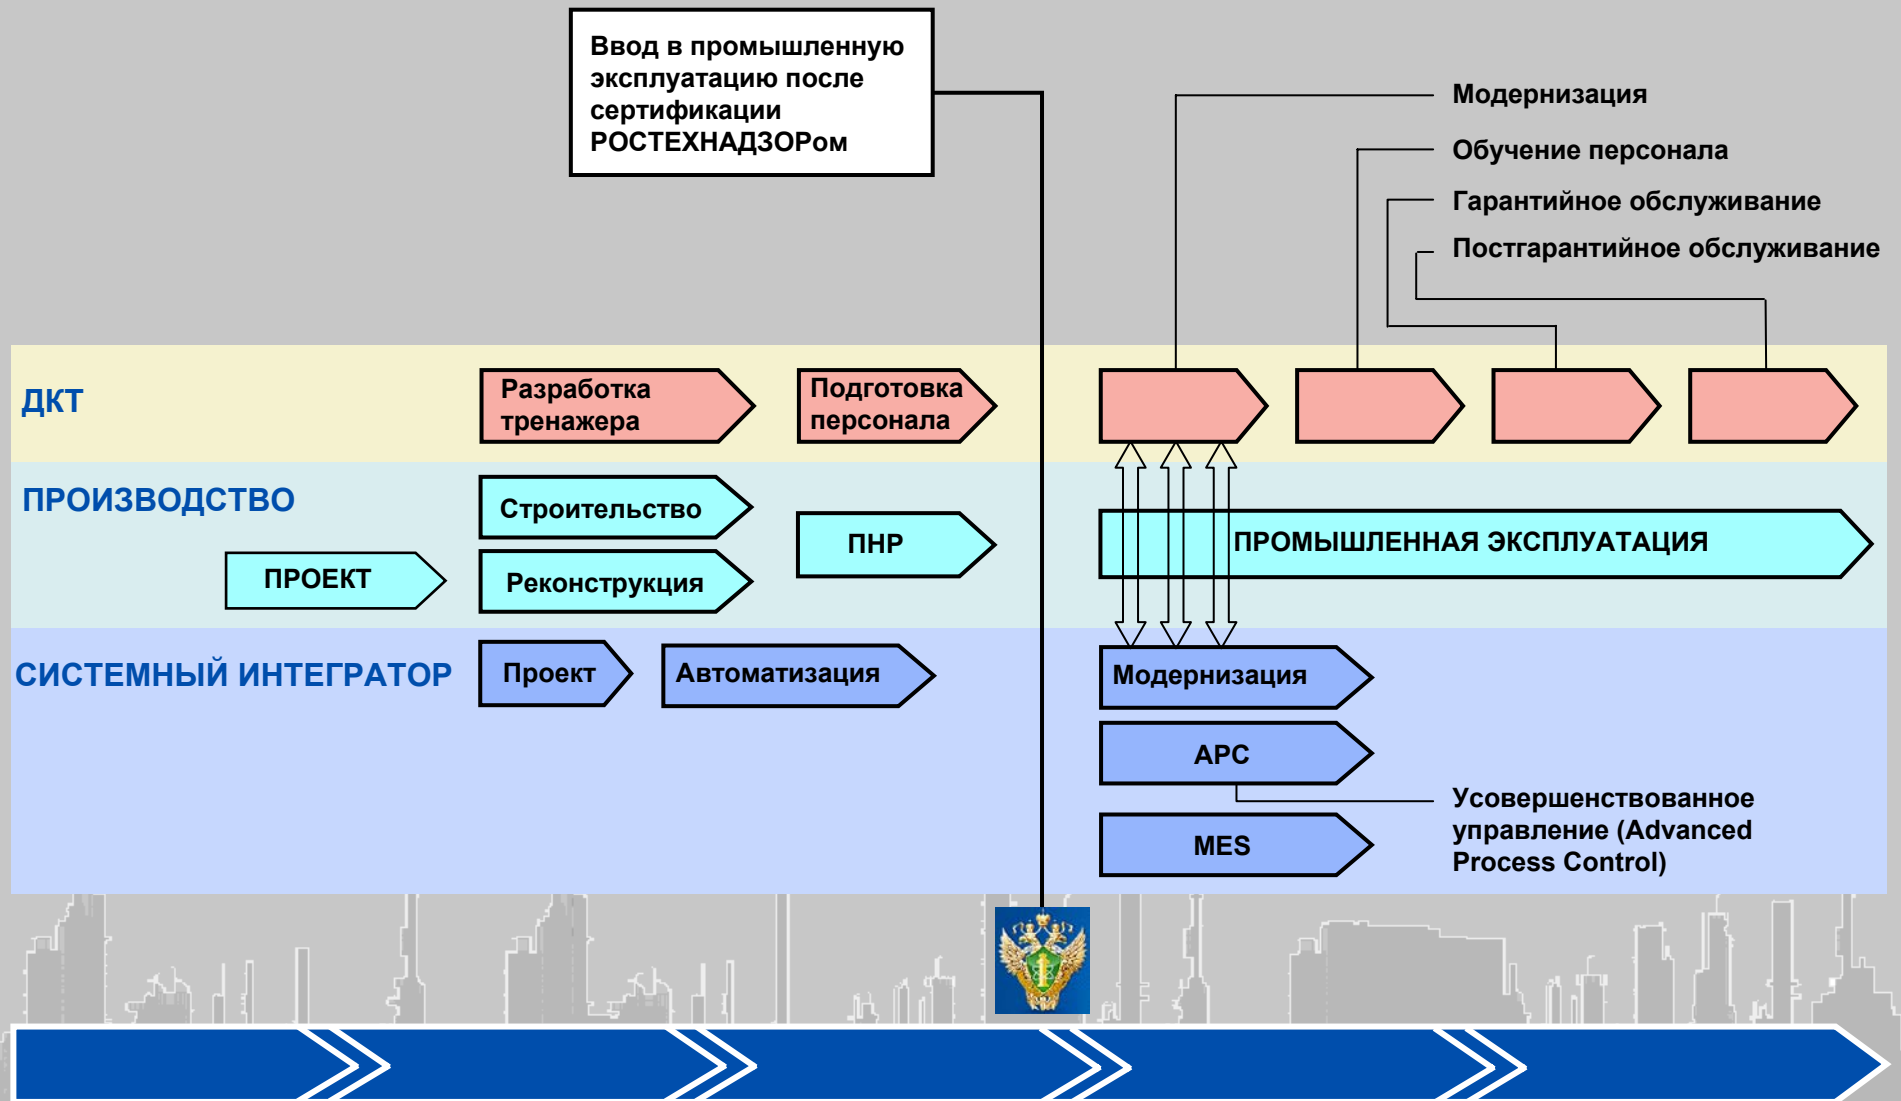 Ввод в промышленную
эксплуатацию после
сертификации
РОСТЕХНАДЗОРом
Модернизация
Обучение персонала
Гарантийное обслуживание
Постгарантийное обслуживание
ДКТ
Разработка
тренажера
Подготовка
персонала
ПРОИЗВОДСТВО
Строительство
ПНР
ПРОМЫШЛЕННАЯ ЭКСПЛУАТАЦИЯ
ПРОЕКТ
Реконструкция
СИСТЕМНЫЙ ИНТЕГРАТОР
Проект
Автоматизация
Модернизация
APC
MES
Усовершенствованное
управление (Advanced
Process Control)